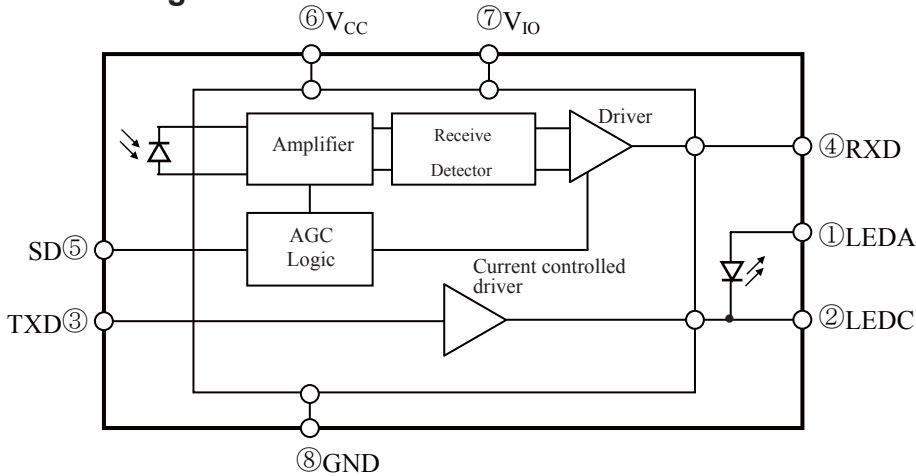 ⑥VCC
⑦VIO
Driver
Amplifier
Receive
Detector
④RXD
①LEDA
SD⑤
AGC
Logic
Current controlled
driver
TXD③
②LEDC
⑧GND